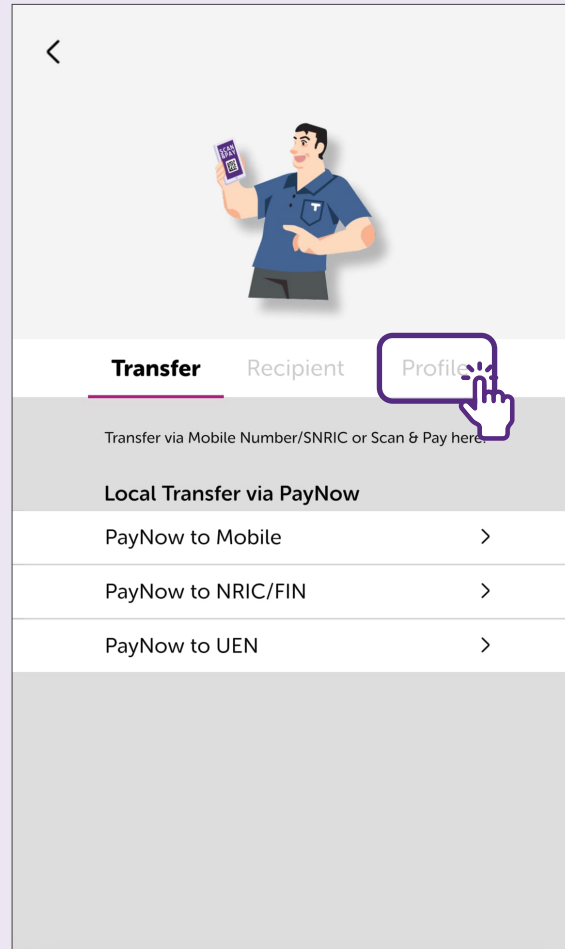 SCAN
&PAY
T
Transfer Recipient Profile
Transfer via Mobile Number/SNRIC or Scan & Pay here.
Local Transfer via PayNow
PayNow to Mobile
PayNow to NRIC/FIN
PayNow to UEN